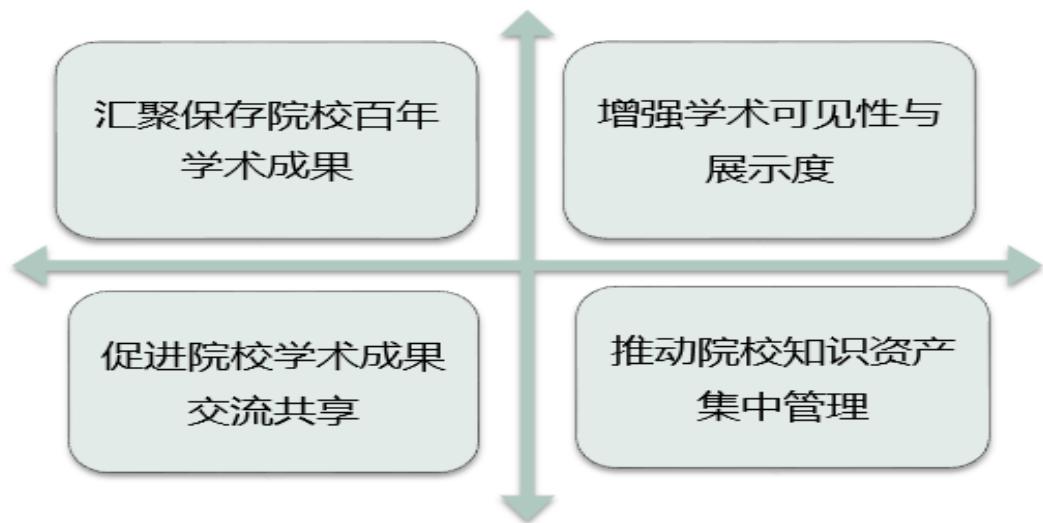 汇聚保存院校百年
学术成果
增强学术可见性与
展示度
促进院校学术成果
交流共享
推动院校知识资产
集中管理